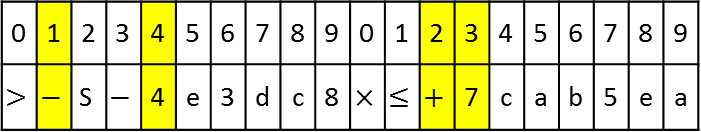 0 1 2 3 4 5 6 7 8 9 0 1 2 3 4 5 6 7 8 9
> − S − 4 e 3 d c 8 × ≤ + 7 c a b 5 e a